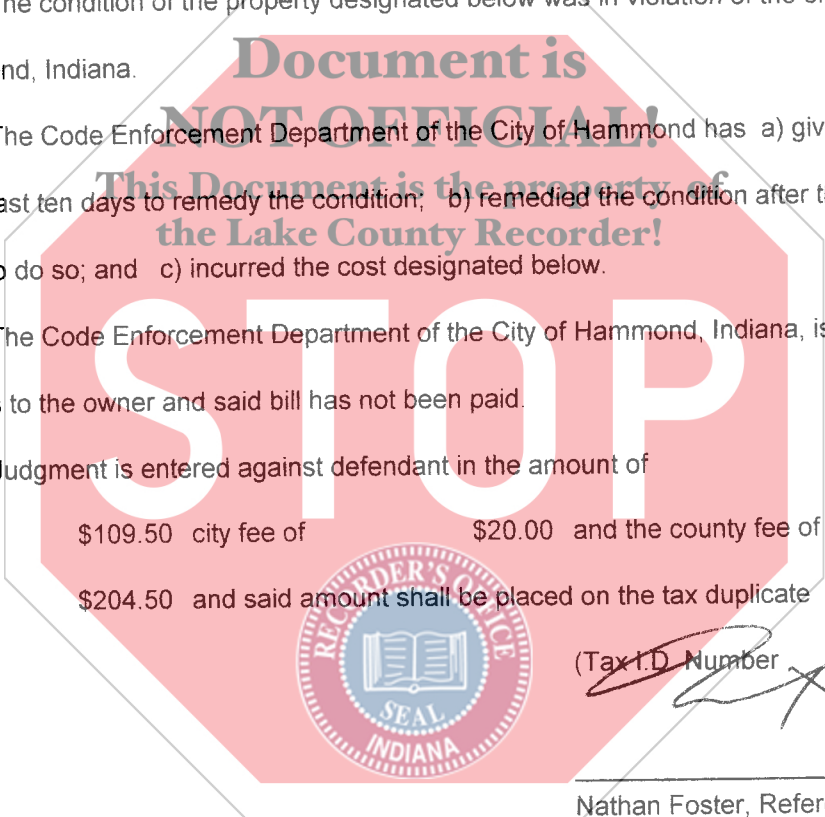 he condition of the property designated below was in violation of the
nd, Indiana.
Document is
NOT OFFICIAL!
The Code Enforcement Department of the City of Hammond has a) giv
This Document is the property of
ast ten days to remedy the condition; b) remedied the condition after t
the Lake County Recorder!
o do so; and c) incurred the cost designated below.
STOP
The Code Enforcement Department of the City of Hammond, Indiana, is
to the owner and said bill has not been paid.
Judgment is entered against defendant in the amount of
$109.50 city fee of $20.00 and the county fee of
$204.50 and said amount shall be placed on the tax duplicate
RECORDER'S OFFICE
SEAL
INDIANA
(Tax I.D. Number
Nathan Foster, Refer